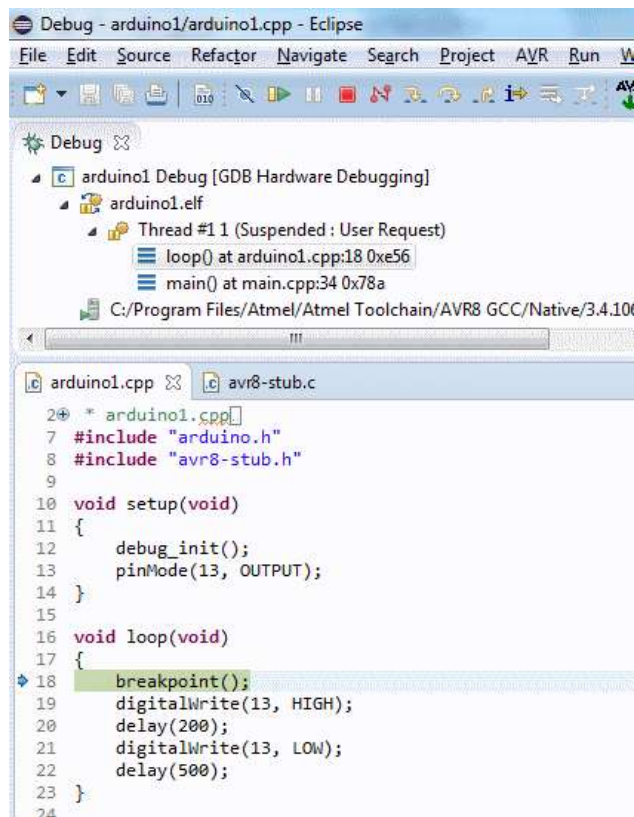 Debug - arduino1/arduino1.cpp - Eclipse
File Edit Source Refactor Navigate Search Project AVR Run W
010 AV
Debug
arduino1 Debug [GDB Hardware Debugging]
arduino1.elf
Thread #1 1 (Suspended : User Request)
loop() at arduino1.cpp:18 0xe56
main() at main.cpp:34 0x78a
C:/Program Files/Atmel/Atmel Toolchain/AVR8 GCC/Native/3.4.106
arduino1.cpp avr8-stub.c
2 * arduino1.cpp
7 #include "arduino.h"
8 #include "avr8-stub.h"
9
10 void setup(void)
11 {
12 debug_init();
13 pinMode(13, OUTPUT);
14 }
15
16 void loop(void)
17 {
18 breakpoint();
19 digitalWrite(13, HIGH);
20 delay(200);
21 digitalWrite(13, LOW);
22 delay(500);
23 }
24